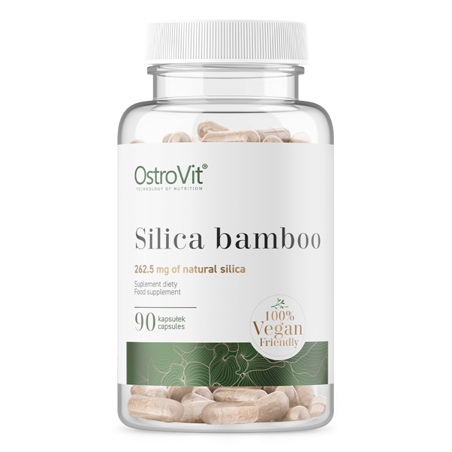 OstroVit®
TECHNOLOGY OF NUTRITION
Silica bamboo
262.5 mg of natural silica
Suplement diety
Food supplement
90 kapsułek
capsules
100%
Vegan
Friendly